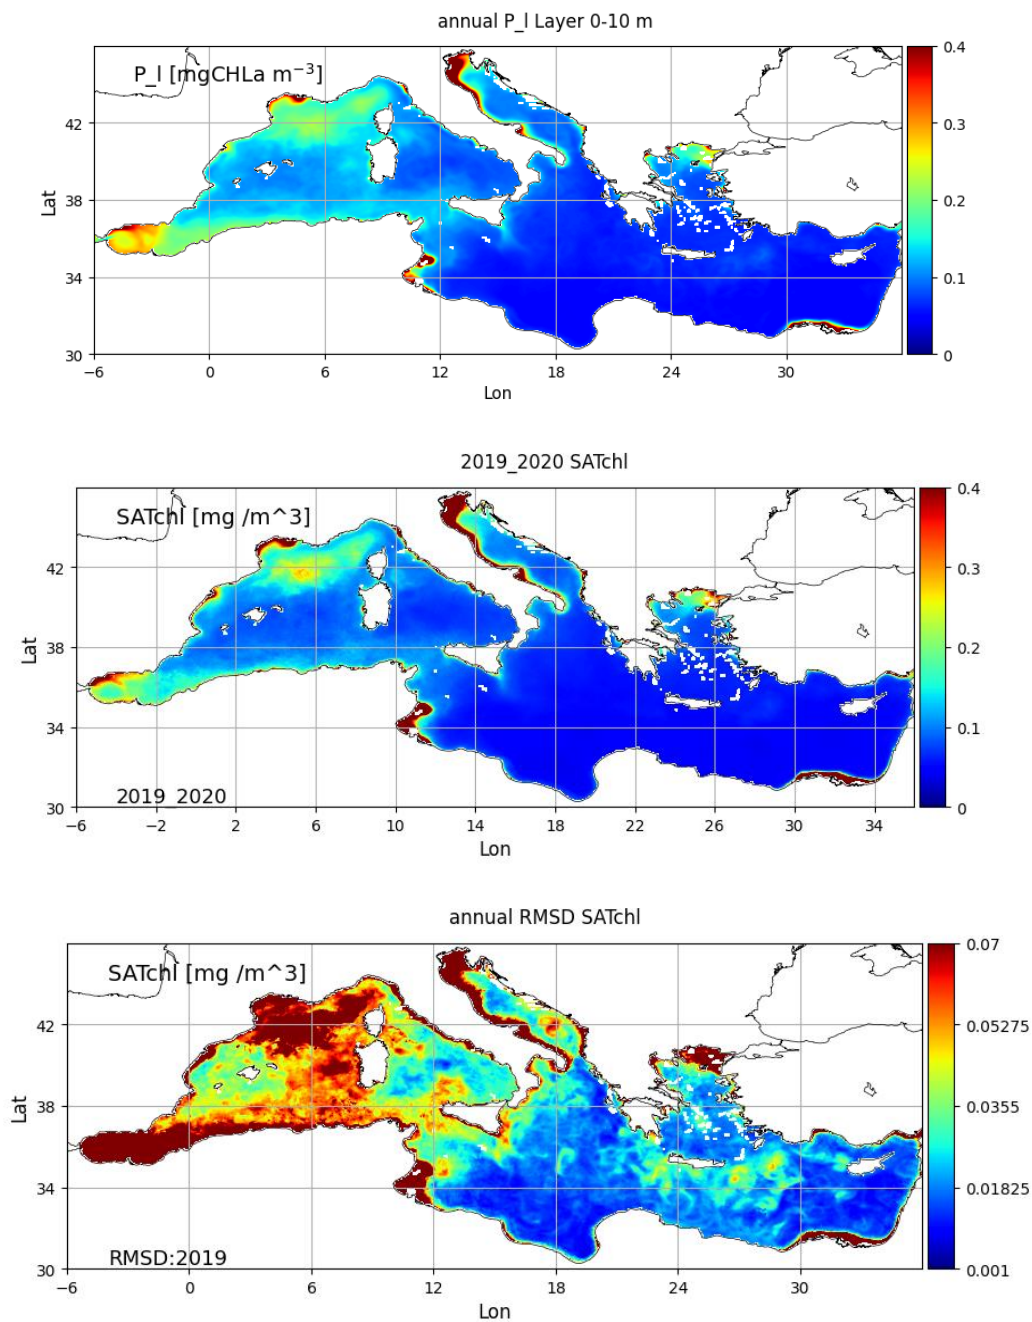 annual P_l Layer 0-10 m
P_l [mgCHLa m⁻³]
0.4
0.3
0.2
0.1
0
42
38
34
30
Lat
−6 0 6 12 18 24 30
Lon
2019_2020 SATchl
SATchl [mg /m^3]
0.4
0.3
0.2
0.1
0
42
38
34
30
Lat
2019_2020
−6 −2 2 6 10 14 18 22 26 30 34
Lon
annual RMSD SATchl
SATchl [mg /m^3]
0.07
0.05275
0.0355
0.01825
0.001
42
38
34
30
Lat
RMSD:2019
−6 0 6 12 18 24 30
Lon